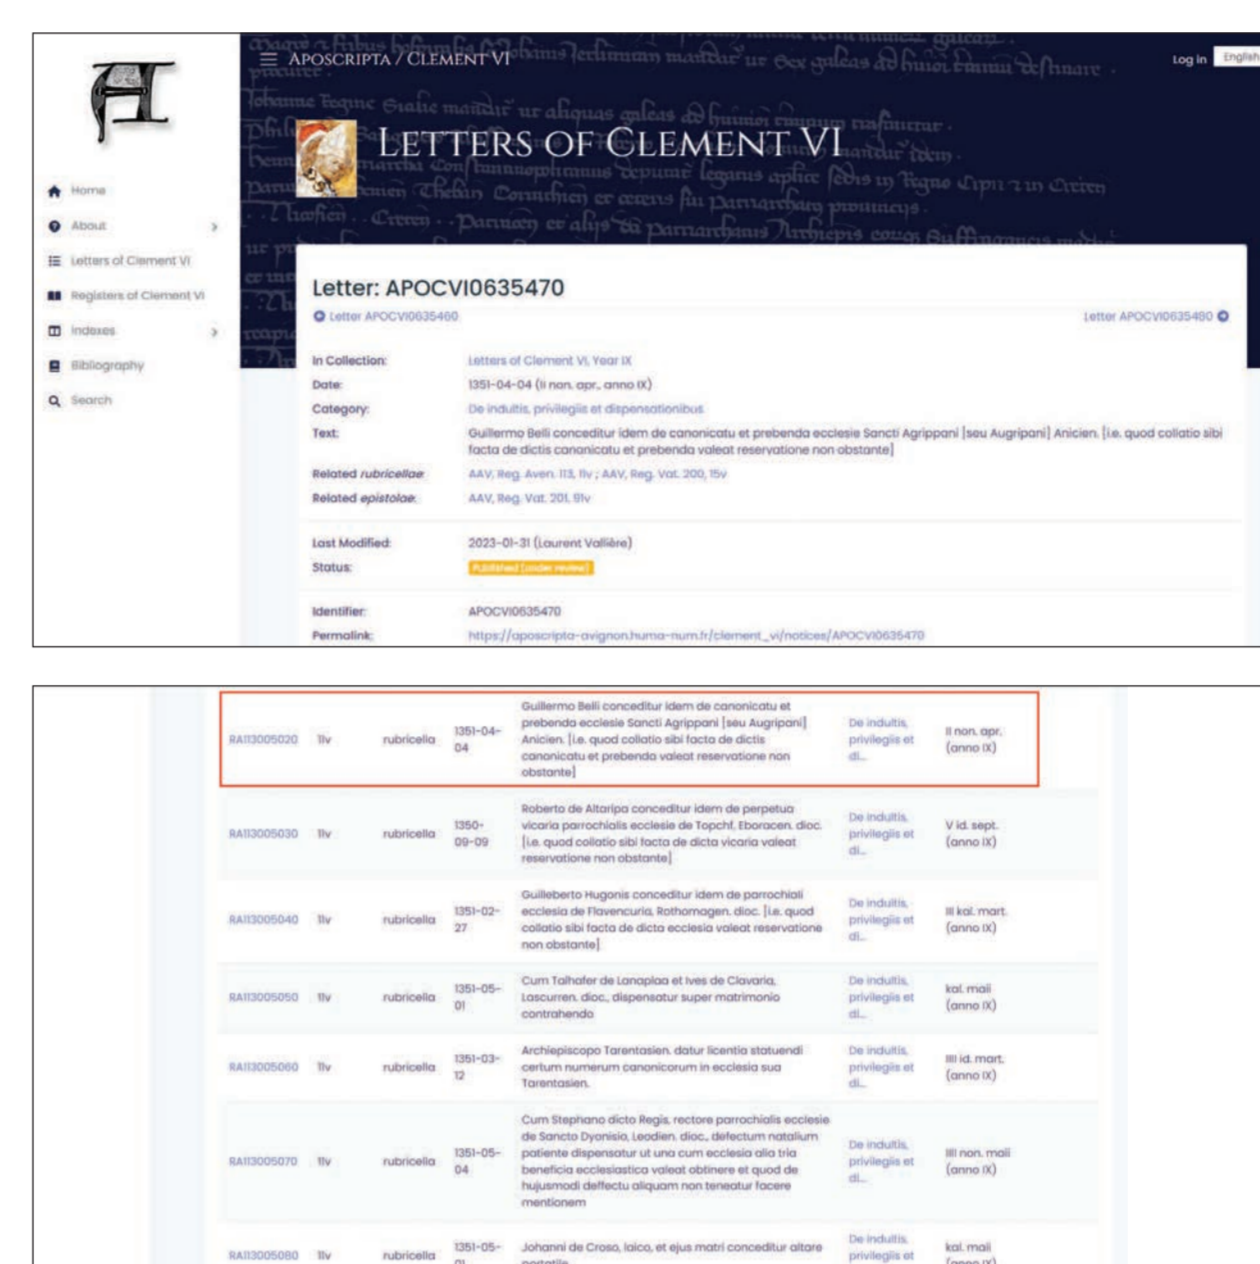 APOSCRIPTA / CLEMENT VI
Log in English
LETTERS OF CLEMENT VI
Home
About
Letters of Clement VI
Registers of Clement VI
Indexes
Bibliography
Search
Letter: APOCVI0635470
Letter APOCVI0635460
Letter APOCVI0635480
In Collection: Letters of Clement VI, Year IX
Date: 1351-04-04 (II non. apr., anno IX)
Category: De indultis, privilegiis et dispensationibus
Text: Guillermo Belli conceditur idem de canonicatu et prebenda ecclesie Sancti Agrippani [seu Augripani] Anicien. [i.e. quod collatio sibi
facta de dictis canonicatu et prebenda valeat reservatione non obstante]
Related rubricellae: AAV, Reg. Aven. 113, 11v ; AAV, Reg. Vat. 200, 15v
Related epistolae: AAV, Reg. Vat. 201, 91v
Last Modified: 2023-01-31 (Laurent Vallière)
Status: Published [under review]
Identifier: APOCVI0635470
Permalink: https://aposcripta-avignon.huma-num.fr/clement_vi/notices/APOCVI0635470
Guillermo Belli conceditur idem de canonicatu et
prebenda ecclesie Sancti Agrippani [seu Augripani]
Anicien. [i.e. quod collatio sibi facta de dictis
canonicatu et prebenda valeat reservatione non
obstante]
RA113005020 11v rubricella 1351-04-
04
De indultis,
privilegiis et
di...
II non. apr.
(anno IX)
Roberto de Altaripa conceditur idem de perpetua
vicaria parrochialis ecclesie de Topchf, Eboracen. dioc.
[i.e. quod collatio sibi facta de dicta vicaria valeat
reservatione non obstante]
RA113005030 11v rubricella 1350-
09-09
De indultis,
privilegiis et
di...
V id. sept.
(anno IX)
Guilleberto Hugonis conceditur idem de parrochiali
ecclesia de Flavencuria, Rothomagen. dioc. [i.e. quod
collatio sibi facta de dicta ecclesia valeat reservatione
non obstante]
RA113005040 11v rubricella 1351-02-
27
De indultis,
privilegiis et
di...
III kal. mart.
(anno IX)
Cum Talhafer de Lanaplaa et Ives de Clavaria,
Lascurren. dioc., dispensatur super matrimonio
contrahendo
RA113005050 11v rubricella 1351-05-
01
De indultis,
privilegiis et
di...
kal. maii
(anno IX)
Archiepiscopo Tarentasien. datur licentia statuendi
certum numerum canonicorum in ecclesia sua
Tarentasien.
RA113005060 11v rubricella 1351-03-
12
De indultis,
privilegiis et
di...
IIII id. mart.
(anno IX)
Cum Stephano dicto Regis, rectore parrochialis ecclesie
de Sancto Dyonisio, Leodien. dioc., defectum natalium
patiente dispensatur ut una cum ecclesia alia tria
beneficia ecclesiastica valeat obtinere et quod de
hujusmodi deffectu aliquam non teneatur facere
mentionem
RA113005070 11v rubricella 1351-05-
04
De indultis,
privilegiis et
di...
IIII non. maii
(anno IX)
RA113005080 11v rubricella 1351-05-
01
Johanni de Croso, laico, et ejus matri conceditur altare
portatile
De indultis,
privilegiis et
kal. maii
(anno IX)